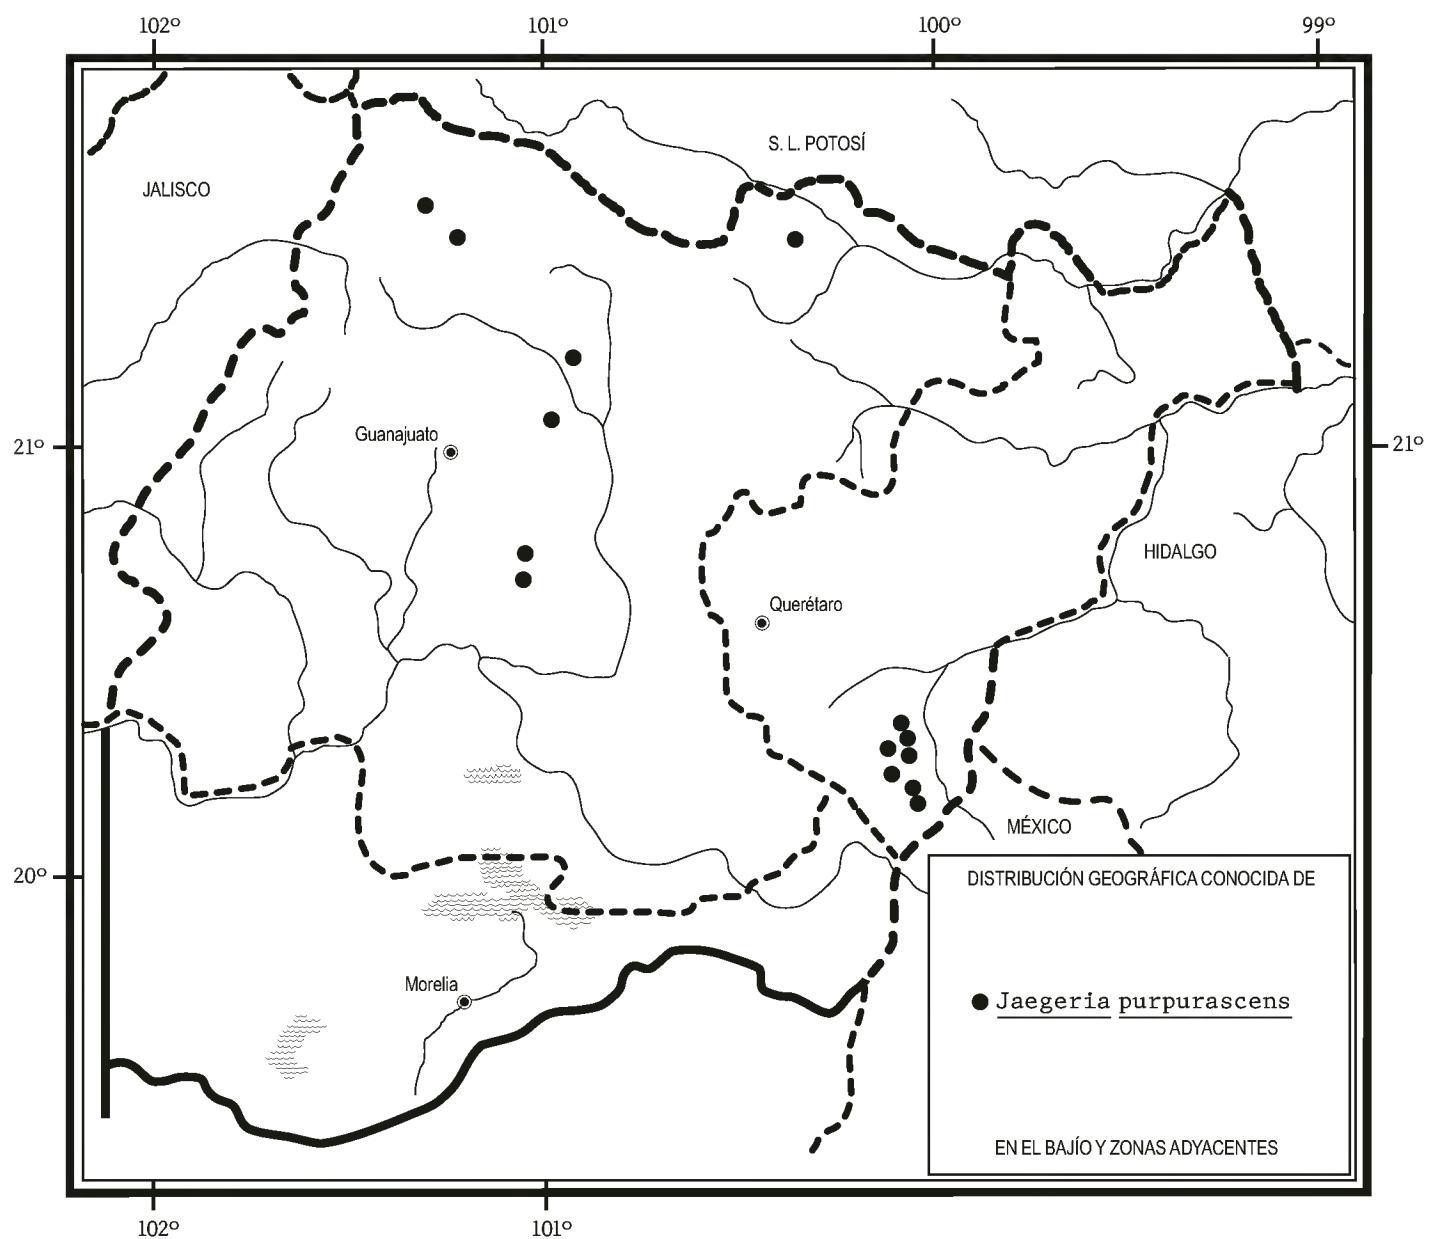 102º 101º 100º 99º
S. L. POTOSÍ
JALISCO
Guanajuato
21º 21º
HIDALGO
Querétaro
MÉXICO
20º
DISTRIBUCIÓN GEOGRÁFICA CONOCIDA DE
Morelia
Jaegeria purpurascens
EN EL BAJÍO Y ZONAS ADYACENTES
102º 101º